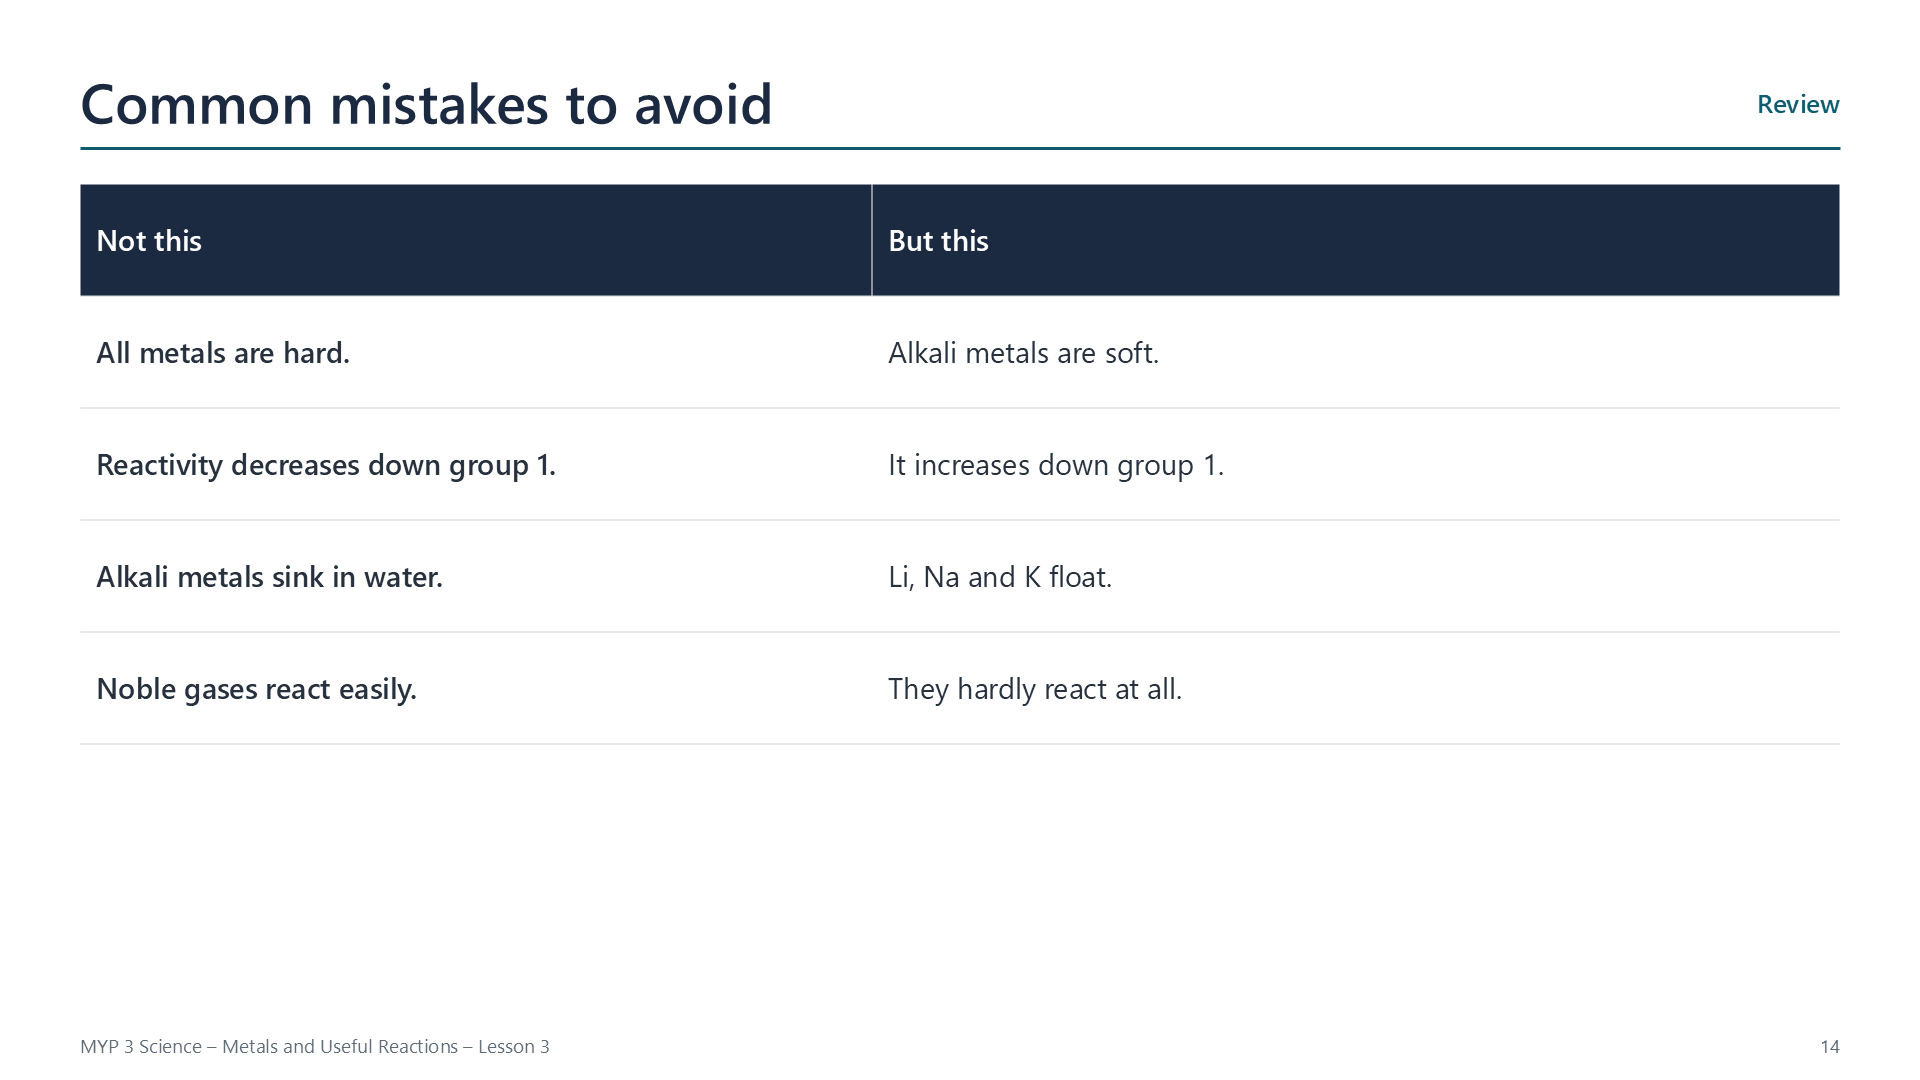 Common mistakes to avoid
Review
Not this
But this
All metals are hard.
Alkali metals are soft.
Reactivity decreases down group 1.
It increases down group 1.
Alkali metals sink in water.
Li, Na and K float.
Noble gases react easily.
They hardly react at all.
MYP 3 Science – Metals and Useful Reactions – Lesson 3
14